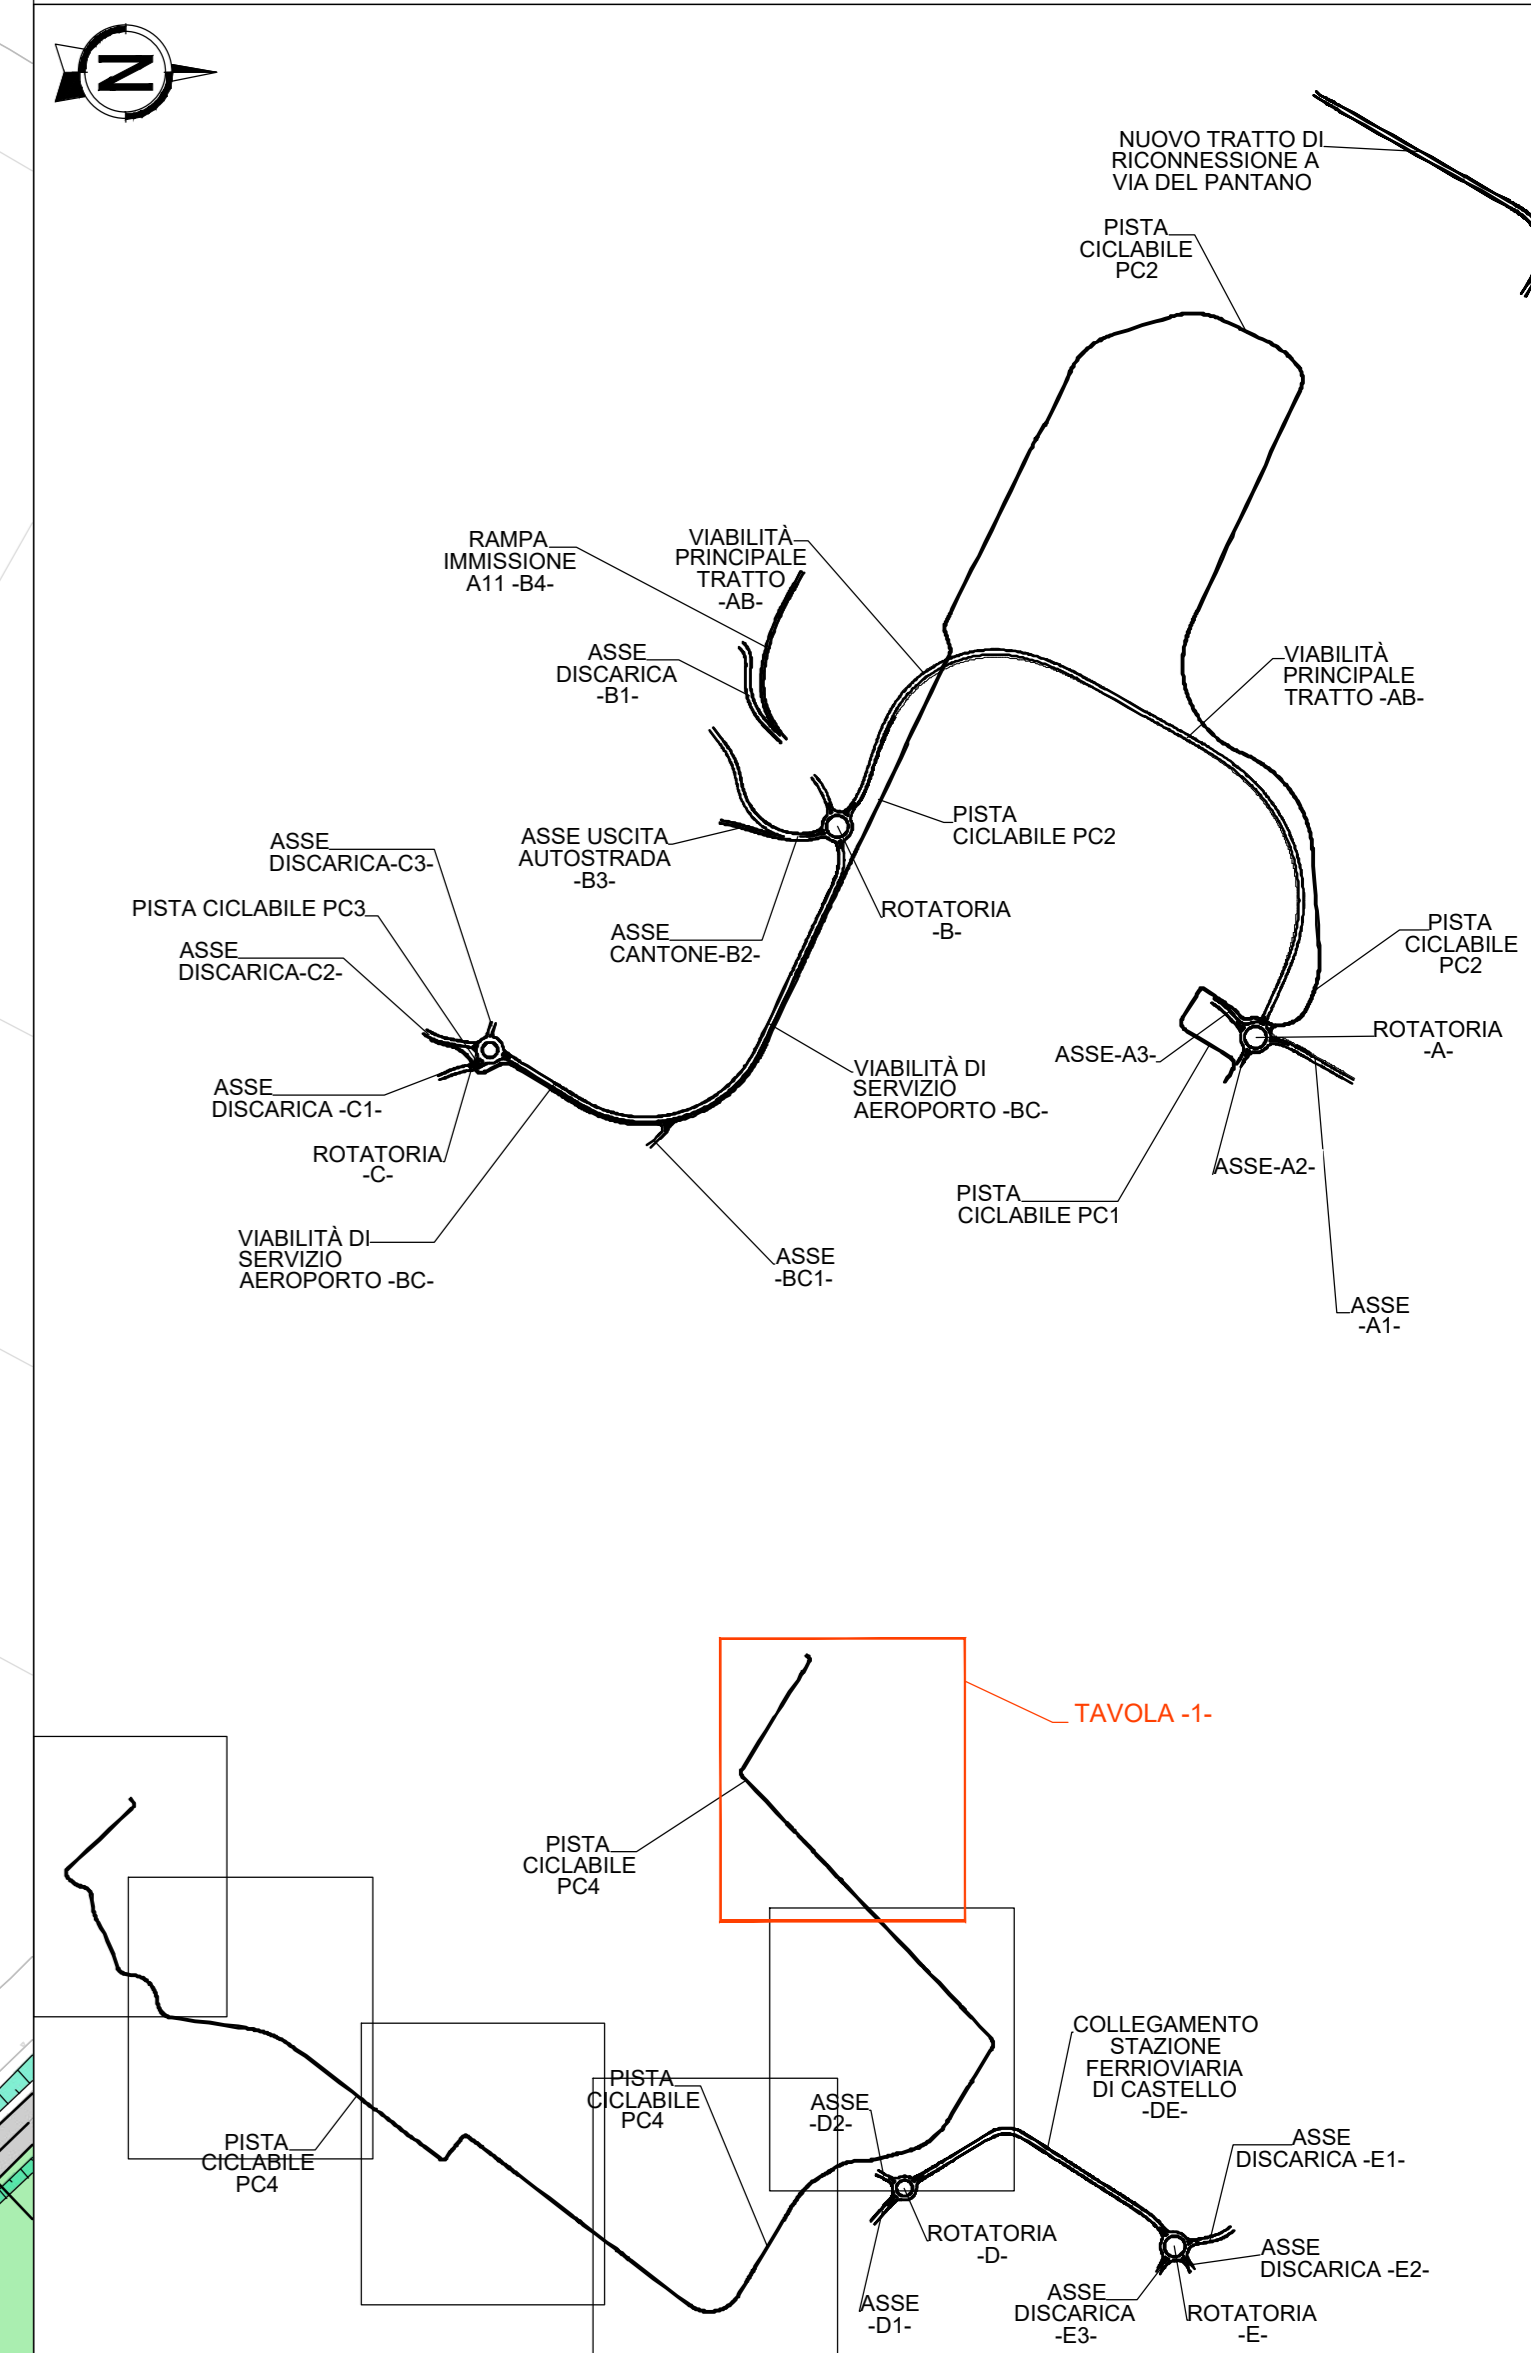 N
NUOVO TRATTO DI
RICONNESSIONE A
VIA DEL PANTANO
PISTA
CICLABILE
PC2
RAMPA
IMMISSIONE
A11 -B4-
VIABILITÀ
PRINCIPALE
TRATTO
-AB-
ASSE
DISCARICA
-B1-
VIABILITÀ
PRINCIPALE
TRATTO -AB-
PISTA
CICLABILE PC2
ASSE USCITA
AUTOSTRADA
-B3-
ASSE
DISCARICA-C3-
PISTA CICLABILE PC3
ROTATORIA
-B-
ASSE
CANTONE-B2-
PISTA
CICLABILE
PC2
ASSE
DISCARICA-C2-
ROTATORIA
-A-
ASSE-A3-
VIABILITÀ DI
SERVIZIO
AEROPORTO -BC-
ASSE
DISCARICA -C1-
ROTATORIA
-C-
ASSE-A2-
PISTA
CICLABILE PC1
VIABILITÀ DI
SERVIZIO
AEROPORTO -BC-
ASSE
-BC1-
ASSE
-A1-
TAVOLA -1-
PISTA
CICLABILE
PC4
COLLEGAMENTO
STAZIONE
FERRIOVIARIA
DI CASTELLO
-DE-
PISTA
CICLABILE
PC4
ASSE
-D2-
PISTA
CICLABILE
PC4
ASSE
DISCARICA -E1-
ROTATORIA
-D-
ASSE
DISCARICA -E2-
ASSE
DISCARICA
-E3-
ASSE
-D1-
ROTATORIA
-E-